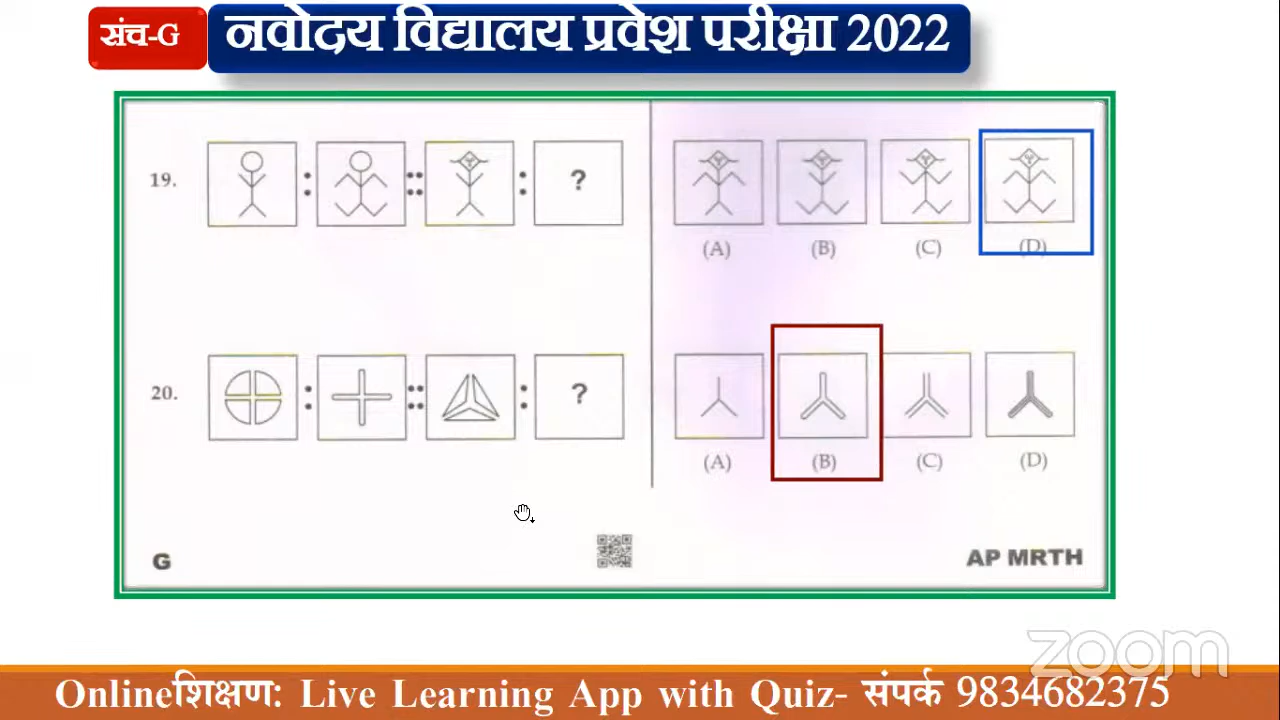 संच-G
नवोदय विद्यालय प्रवेश परीक्षा 2022
19.
: :: : ?
(A) (B) (C) (D)
20.
: :: : ?
(A) (B) (C) (D)
G
AP MRTH
zoom
Onlineशिक्षण: Live Learning App with Quiz- संपर्क 9834682375